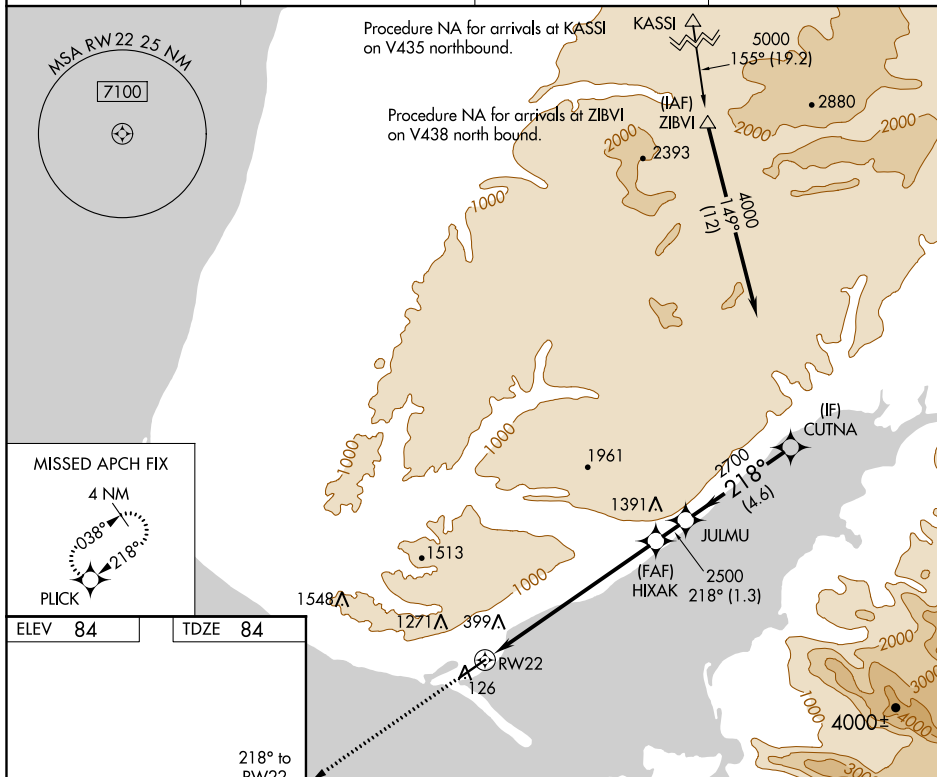 Procedure NA for arrivals at KASSI
on V435 northbound.
KASSI
5000
155° (19.2)
MSA RW22 25 NM
7100
Procedure NA for arrivals at ZIBVI
on V438 north bound.
(IAF)
ZIBVI
2880
2000
2000
2000
2393
1000
4000
149°
(12)
(IF)
CUTNA
2700
218°
(4.6)
1000
1000
1961
1391
JULMU
(FAF)
HIXAK
2500
218° (1.3)
MISSED APCH FIX
4 NM
038°
218°
PLICK
1513
1000
1548
1271
399
RW22
126
2000
3000
1000
4000±
4000
3000
ELEV 84
TDZE 84
218° to
RW22